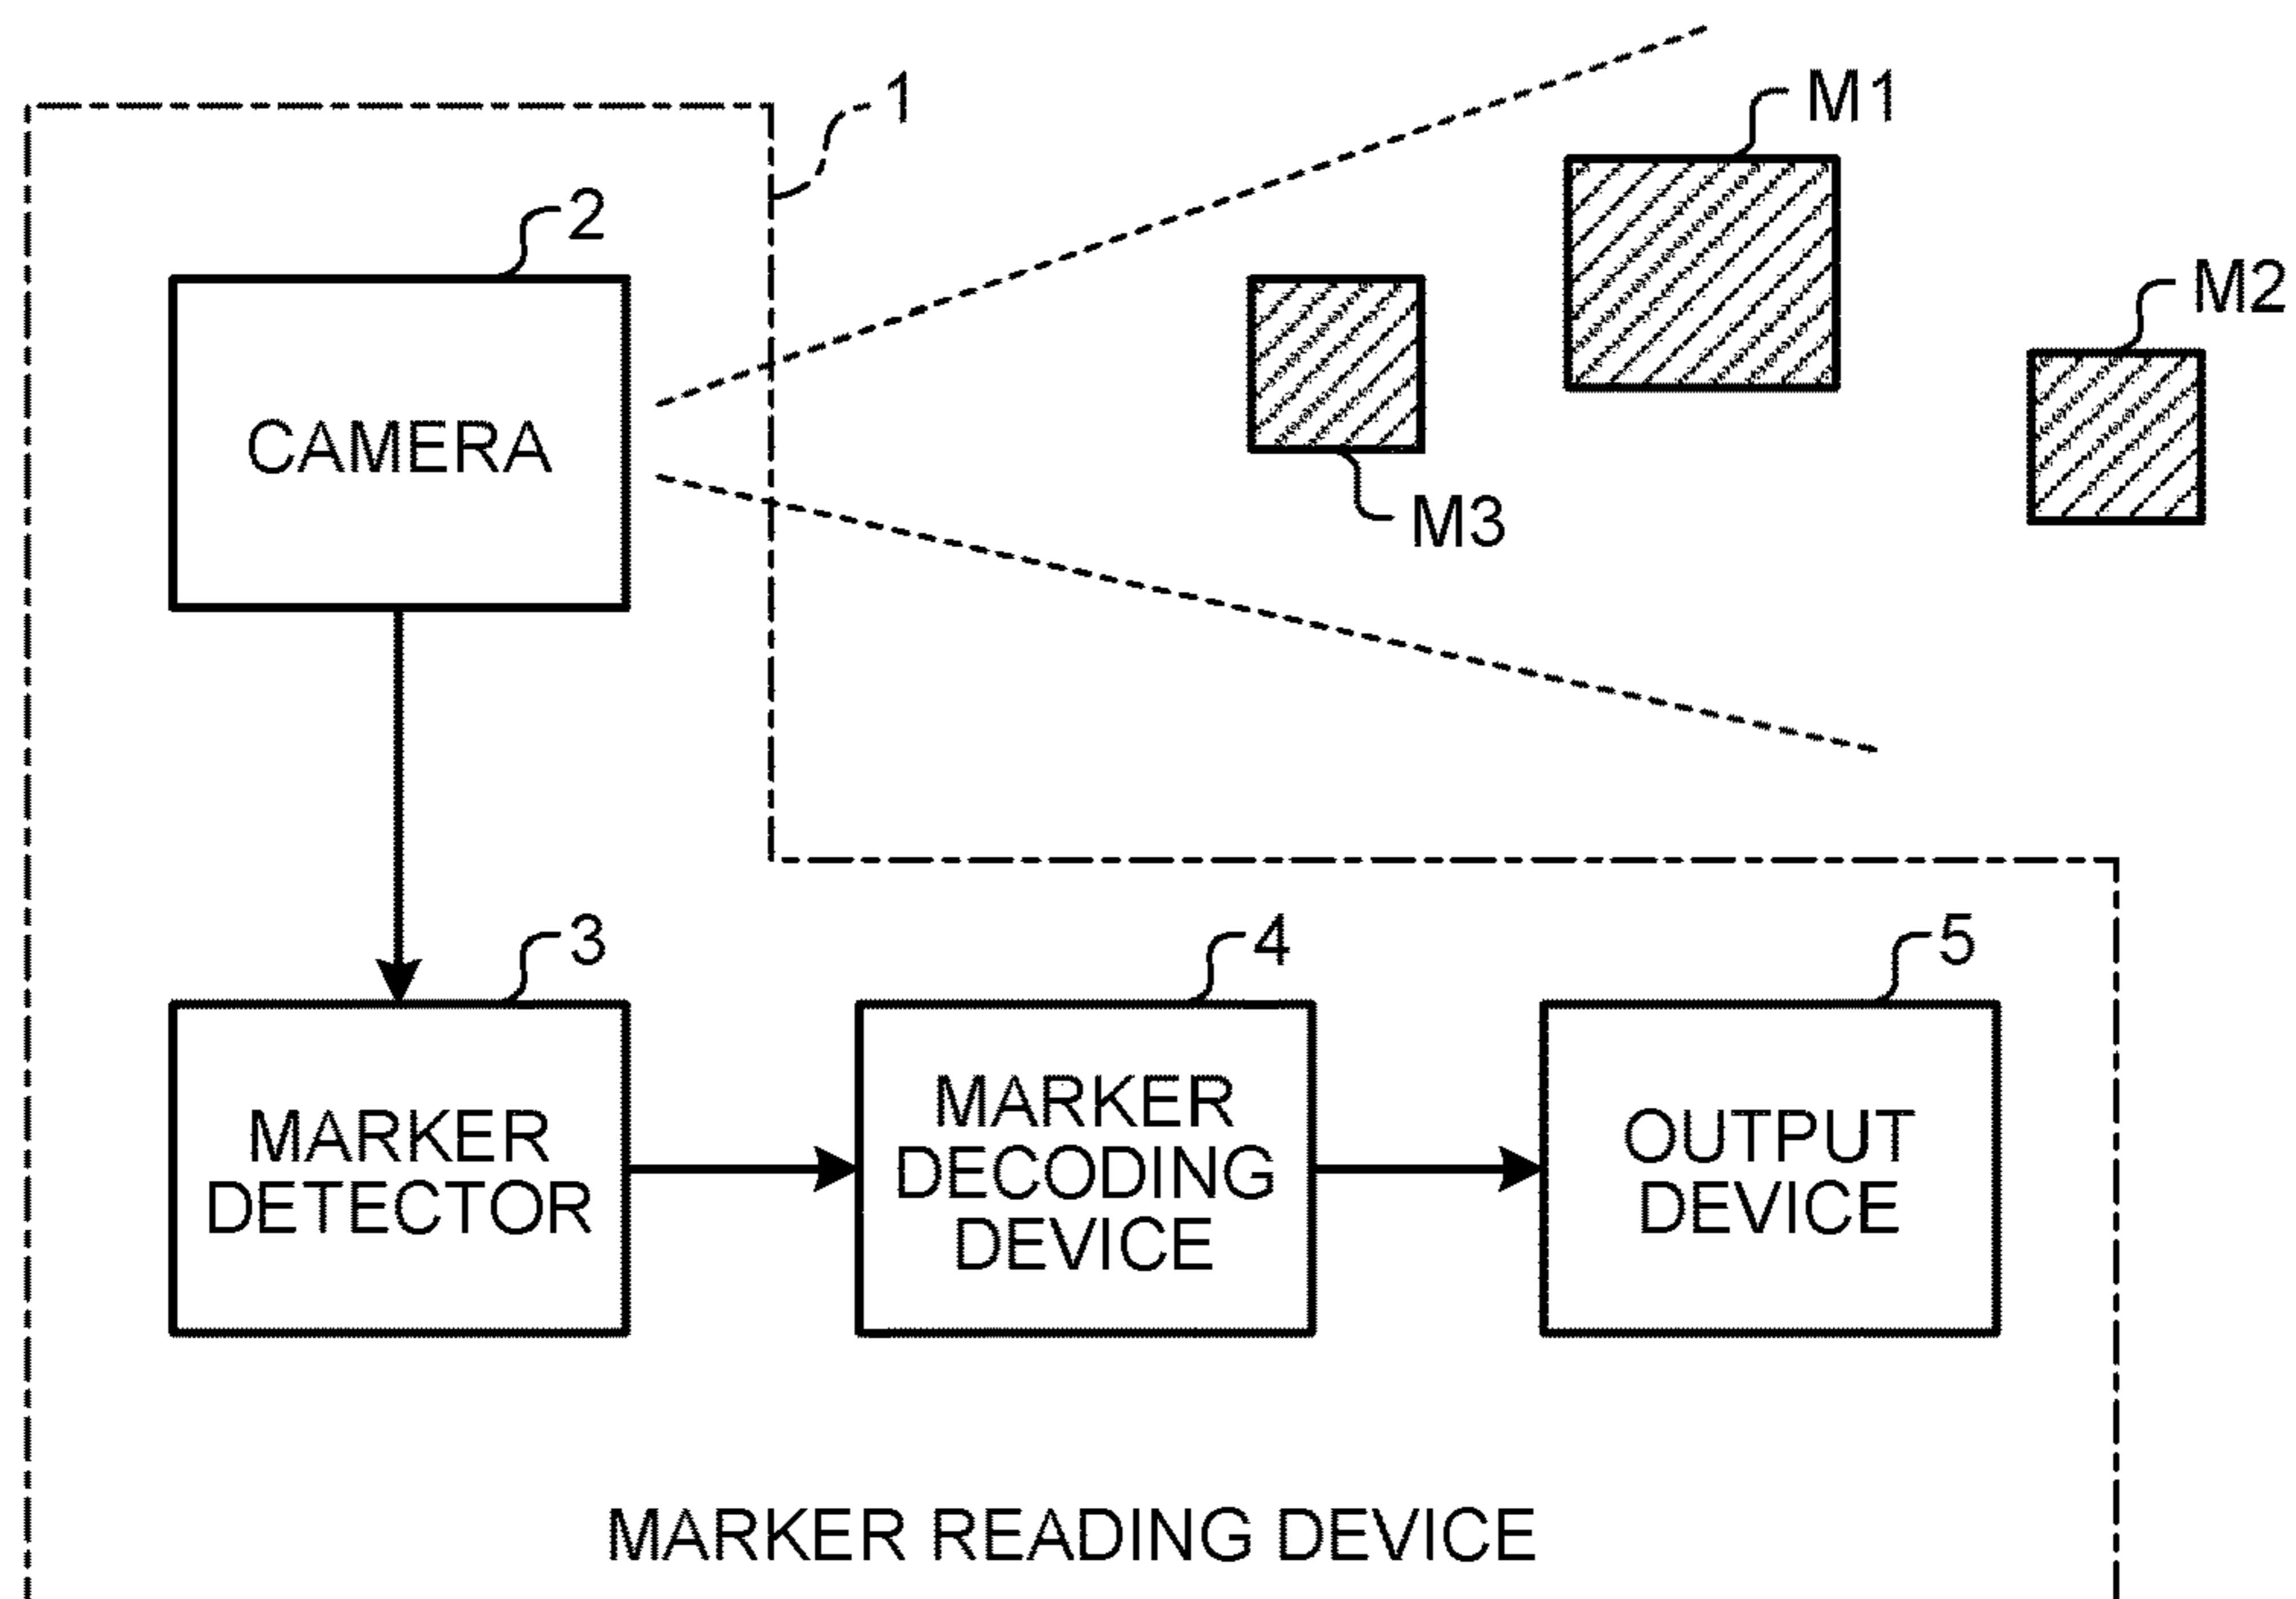 1
M1
2
M2
CAMERA
M3
3
4
5
MARKER
DETECTOR
MARKER
DECODING
DEVICE
OUTPUT
DEVICE
MARKER READING DEVICE